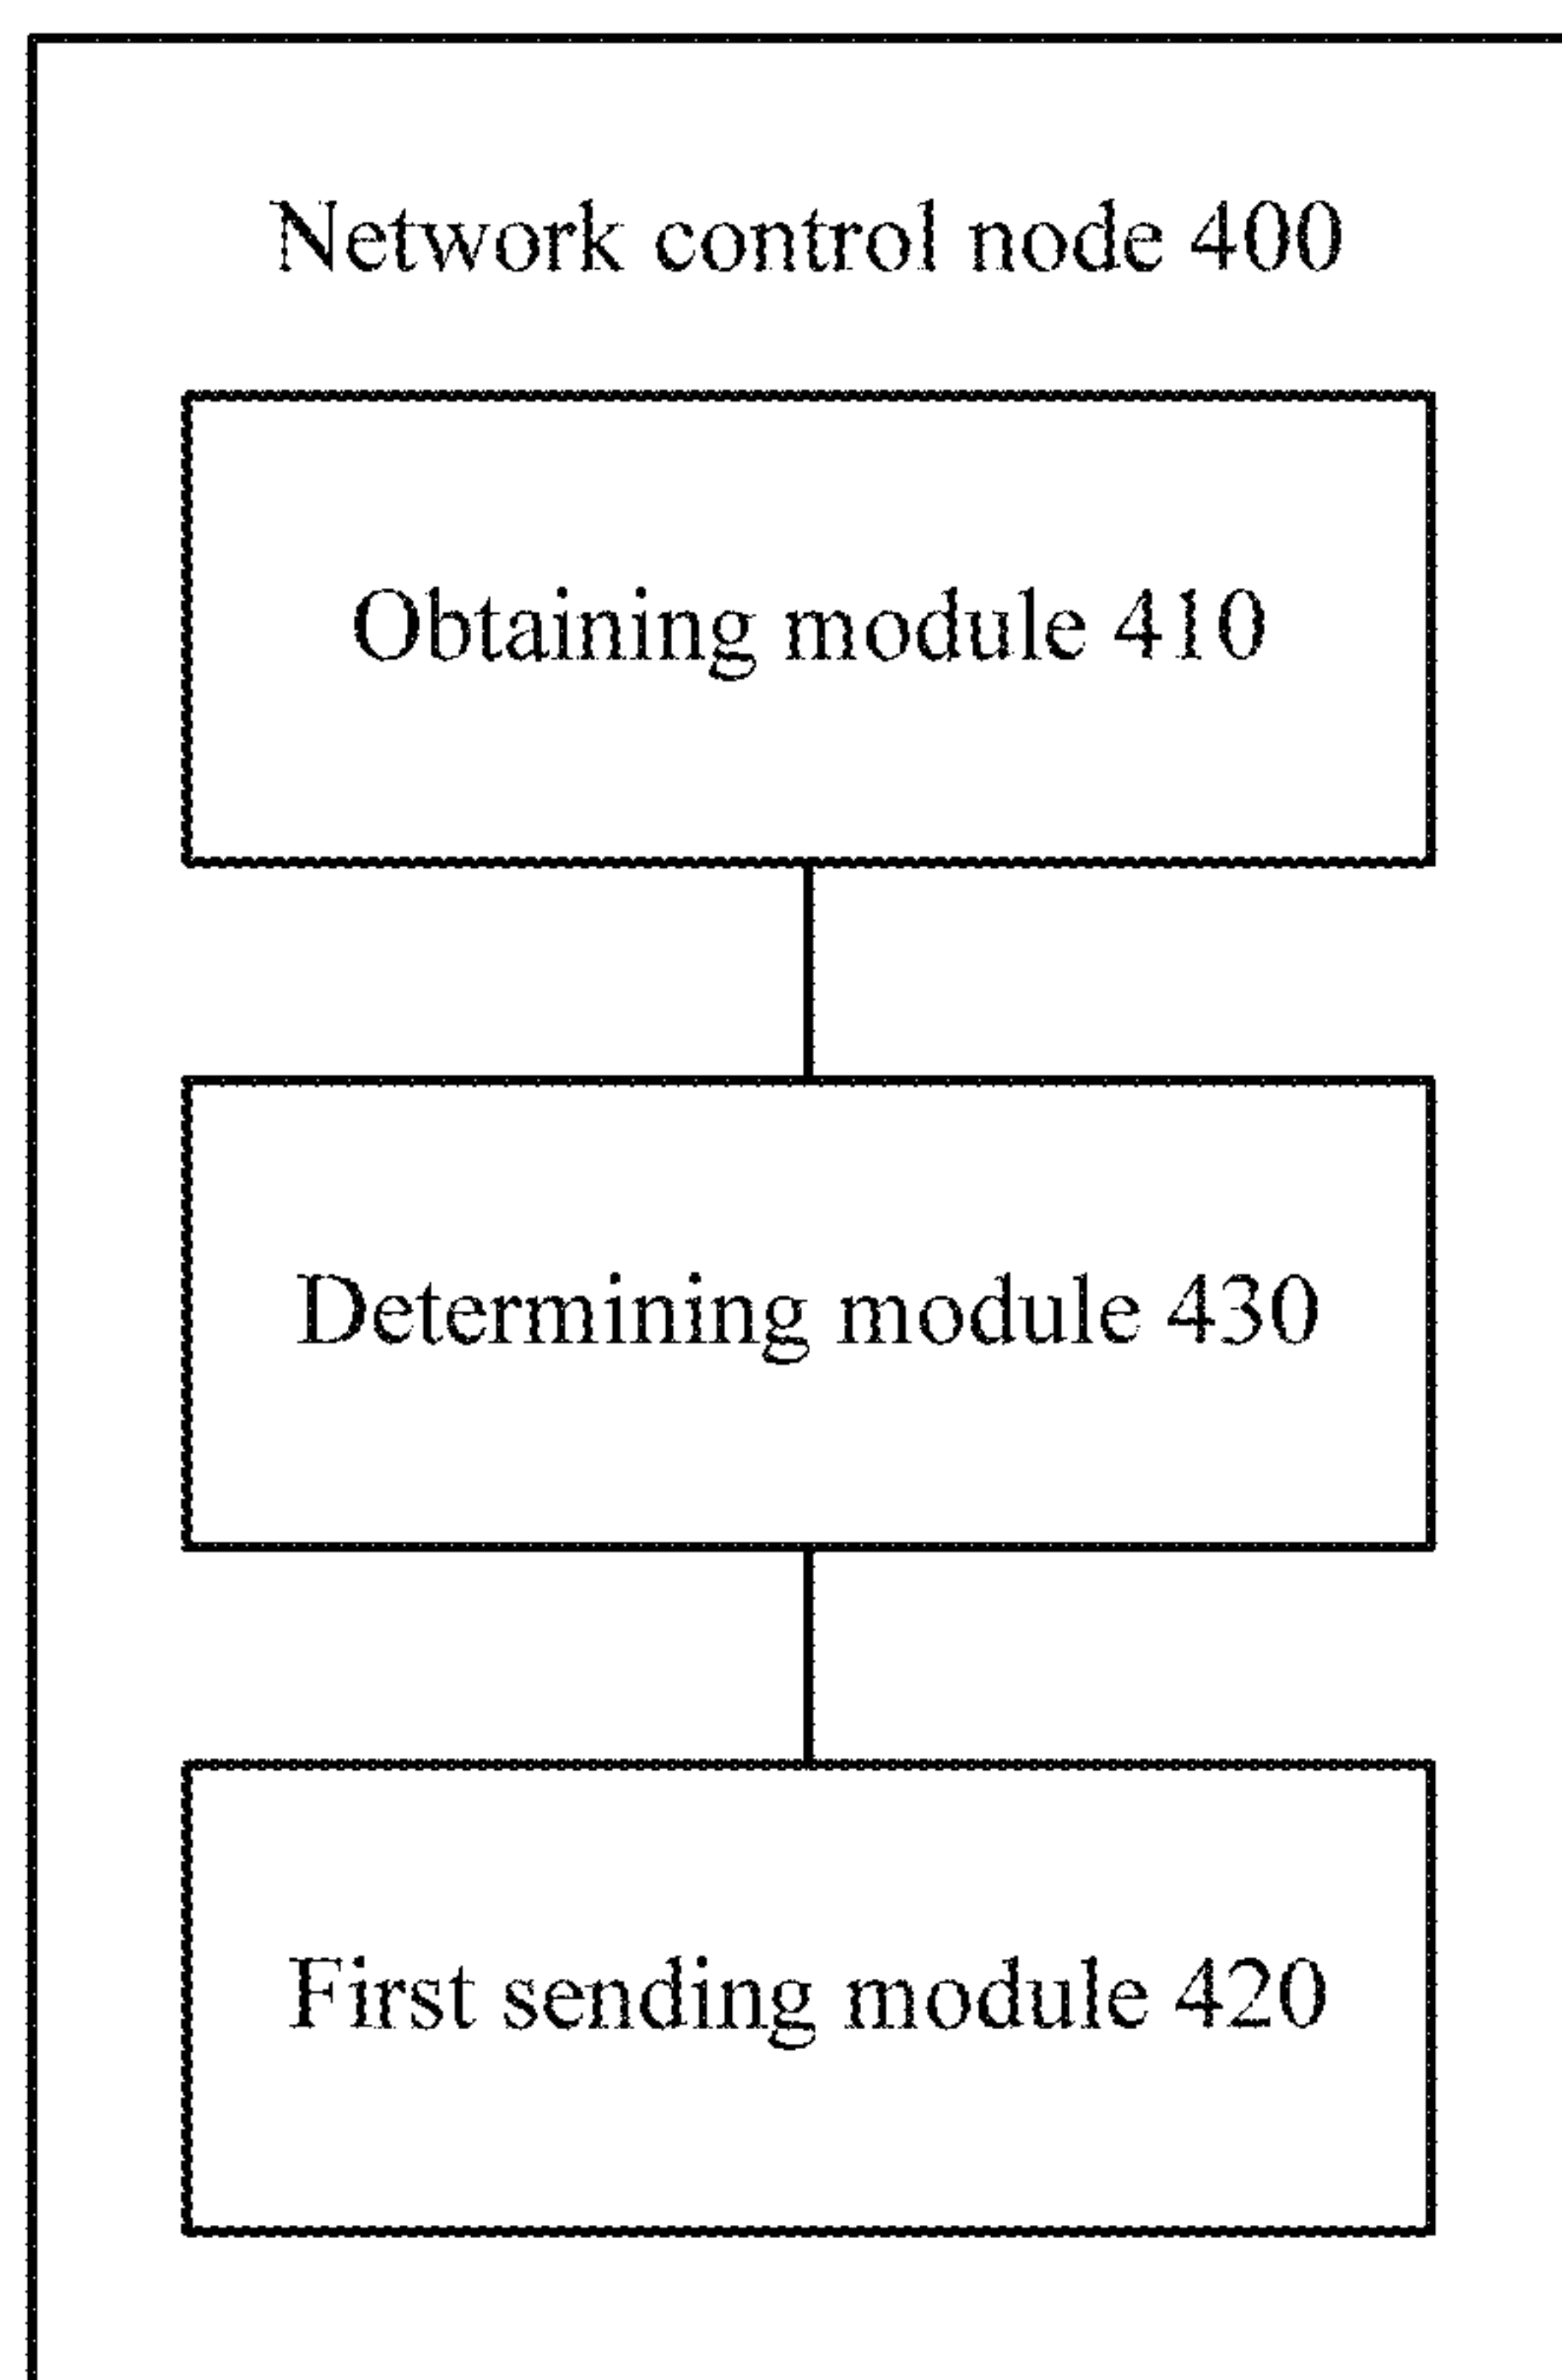 Network control node 400
Obtaining module 410
Determining module 430
First sending module 420